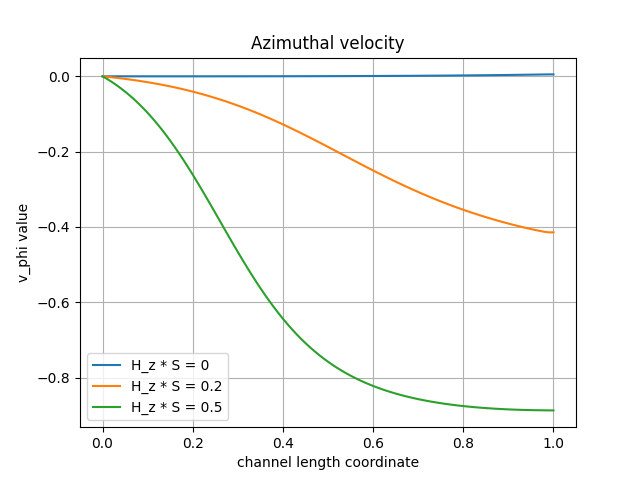 Azimuthal velocity
v_phi value
0.0
−0.2
−0.4
−0.6
−0.8
H_z * S = 0
H_z * S = 0.2
H_z * S = 0.5
0.0 0.2 0.4 0.6 0.8 1.0
channel length coordinate